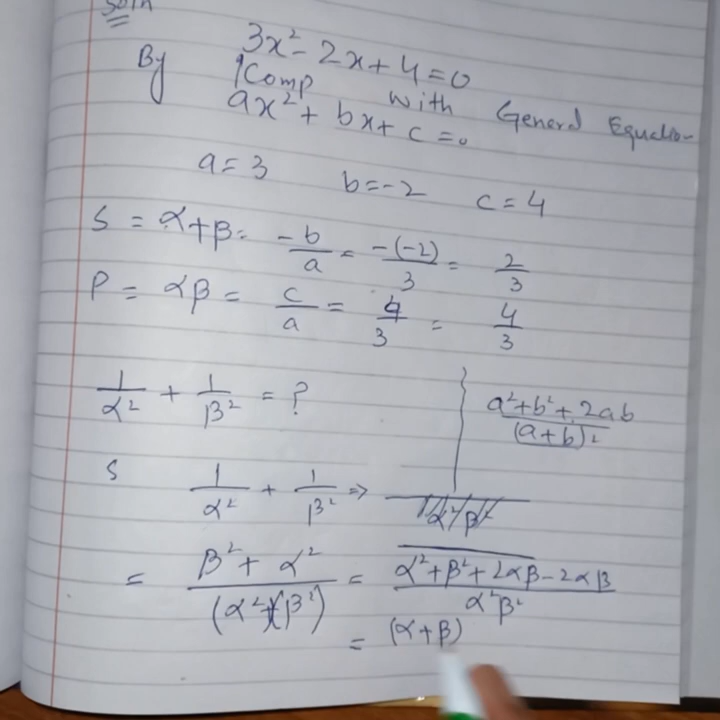 Soln
3x² - 2x + 4 = 0
By Comp with General Equation
ax² + bx + c = 0
a = 3 b = -2 c = 4
S = α + β = -b/a = -(-2)/3 = 2/3
P = αβ = c/a = 4/3 = 4/3
1/α² + 1/β² = ?
a² + b² + 2ab
(a + b)²
S 1/α² + 1/β² ⇒
= β² + α² / (α²)(β²) = α² + β² + 2αβ - 2αβ / α²β²
= (α + β)